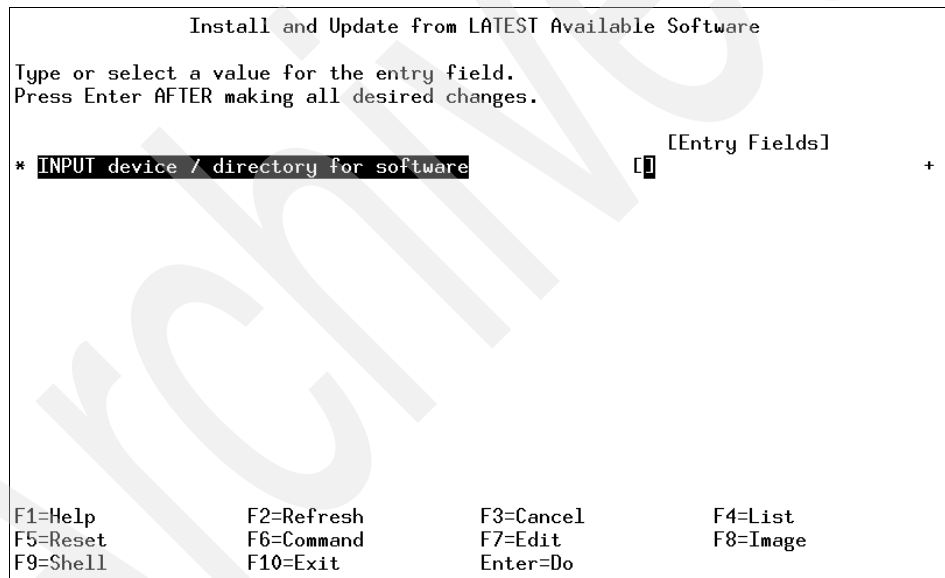 Install and Update from LATEST Available Software
Type or select a value for the entry field.
Press Enter AFTER making all desired changes.
[Entry Fields]
* INPUT device / directory for software [] +
F1=Help F2=Refresh F3=Cancel F4=List
F5=Reset F6=Command F7=Edit F8=Image
F9=Shell F10=Exit Enter=Do